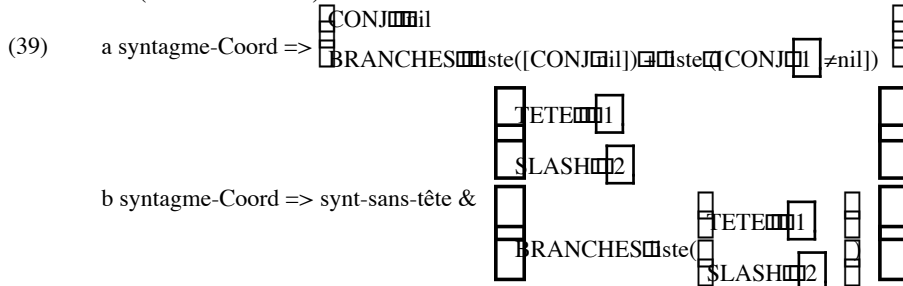 CONJ nil
(39) a syntagme-Coord => BRANCHES liste([CONJ nil]) + liste ([CONJ 1 ≠nil])
TETE 1
SLASH 2
b syntagme-Coord => synt-sans-tête &
TETE 1
BRANCHES liste( )
SLASH 2